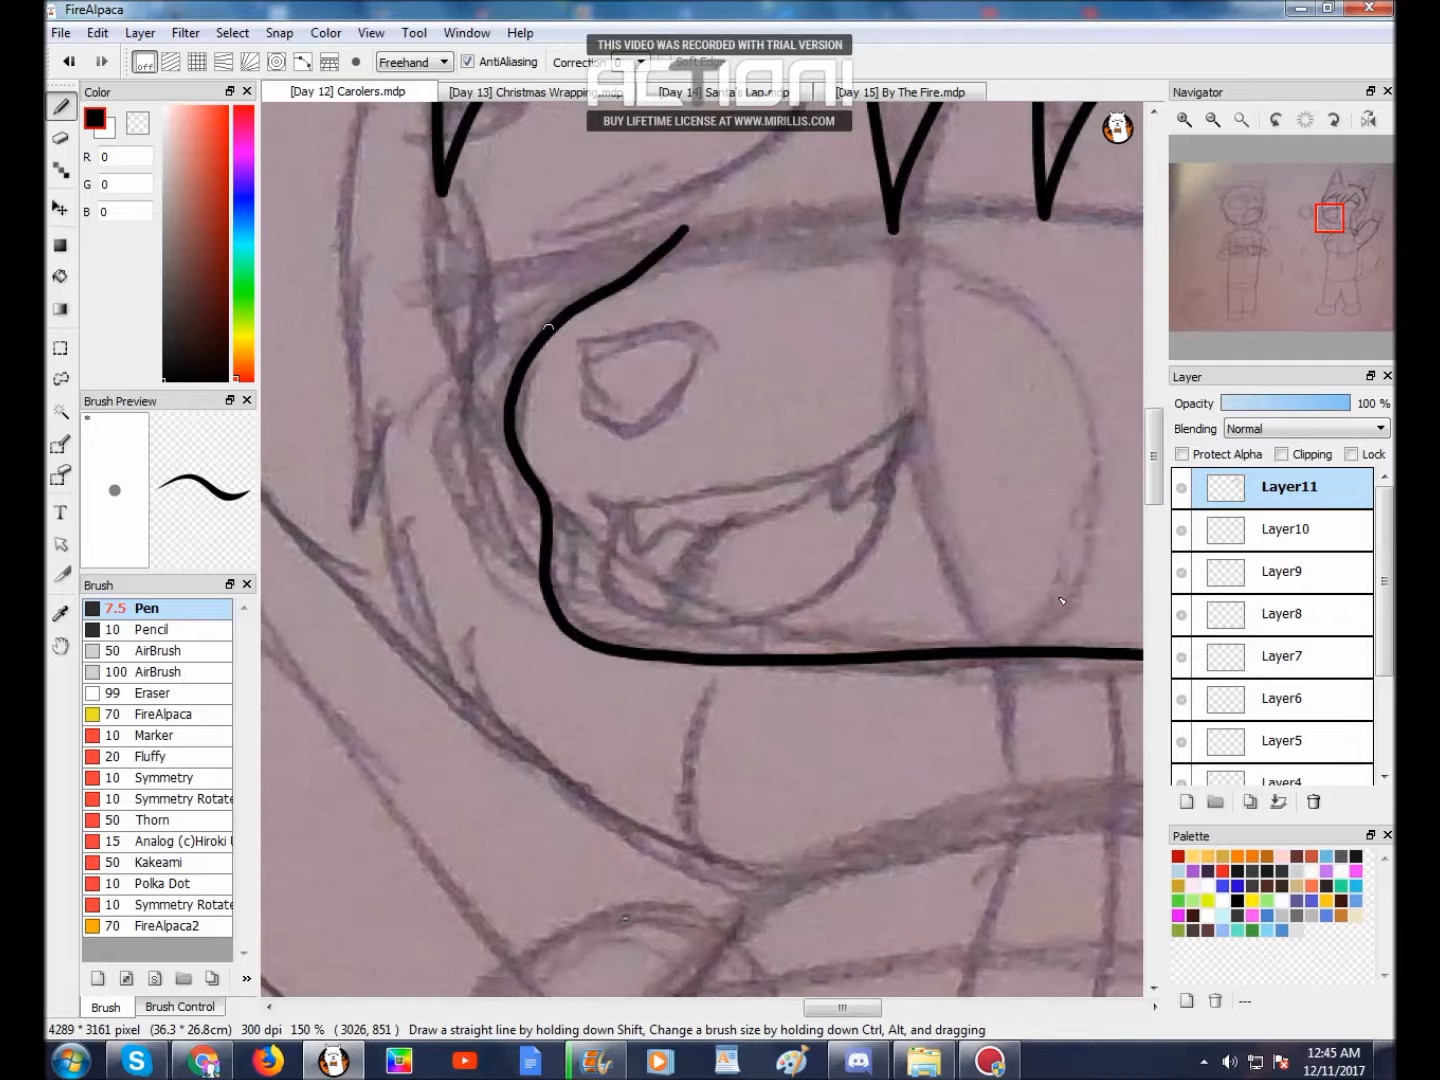 FireAlpaca
File Edit Layer Filter Select Snap Color View Tool Window Help
THIS VIDEO WAS RECORDED WITH TRIAL VERSION
ACTION!
BUY LIFETIME LICENSE AT WWW.MIRILLIS.COM
off Freehand AntiAliasing Correction 0 Soft Edge
[Day 12] Carolers.mdp [Day 13] Christmas Wrapping.mdp [Day 14] Santa's Lap.mdp [Day 15] By The Fire.mdp
Color
R 0
G 0
B 0
Brush Preview
*
Brush
7.5 Pen
10 Pencil
50 AirBrush
100 AirBrush
99 Eraser
70 FireAlpaca
10 Marker
20 Fluffy
10 Symmetry
10 Symmetry Rotate
50 Thorn
15 Analog (c)Hiroki
50 Kakeami
10 Polka Dot
10 Symmetry Rotate
70 FireAlpaca2
Brush Brush Control
Navigator
Layer
Opacity 100 %
Blending Normal
Protect Alpha Clipping Lock
Layer11
Layer10
Layer9
Layer8
Layer7
Layer6
Layer5
Layer4
Palette
---
4289 * 3161 pixel (36.3 * 26.8cm) 300 dpi 150 % ( 3026, 851 ) Draw a straight line by holding down Shift, Change a brush size by holding down Ctrl, Alt, and dragging
12:45 AM
12/11/2017